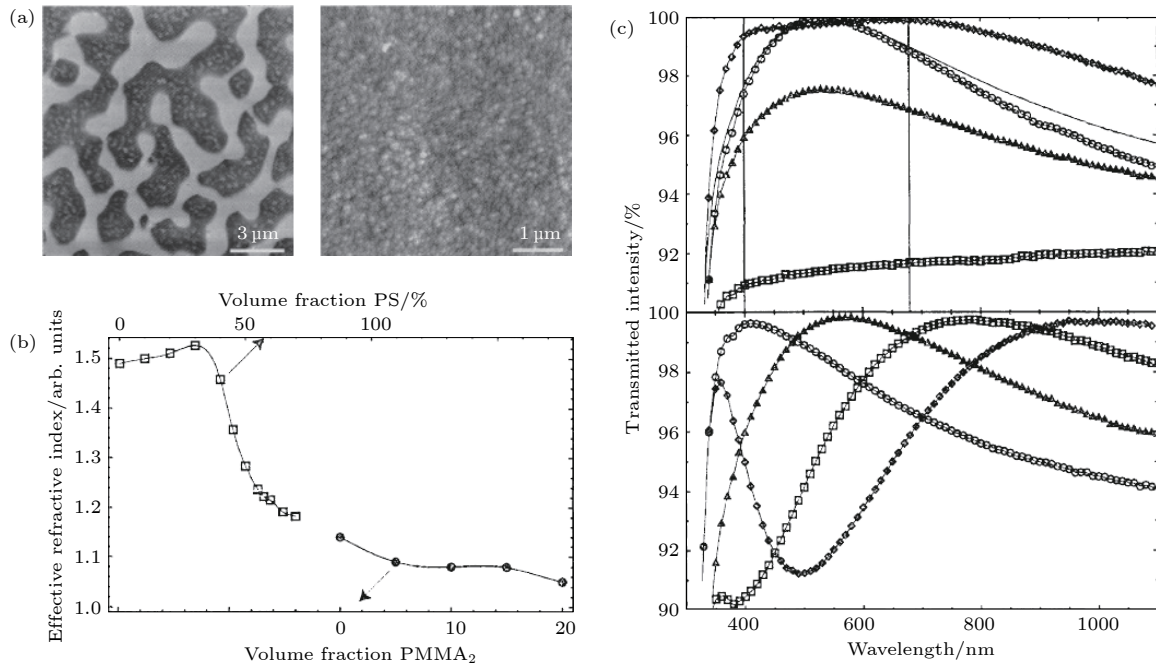 (a)
3 μm
1 μm
Volume fraction PS/%
0 50 100
(b)
Effective refractive index/arb. units
1.5
1.4
1.3
1.2
1.1
1.0
0 10 20
Volume fraction PMMA₂
(c)
Transmitted intensity/%
100
98
96
94
92
100
98
96
94
92
90
400 600 800 1000
Wavelength/nm